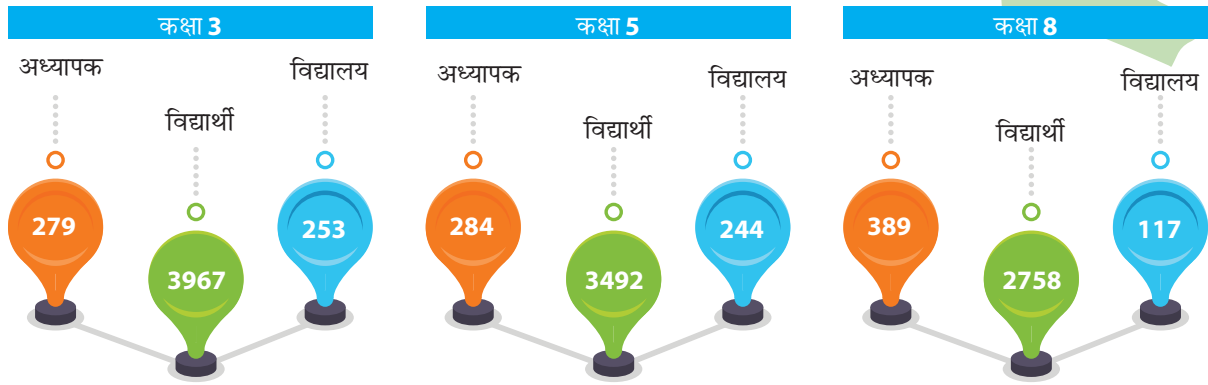 कक्षा 3
अध्यापक
विद्यार्थी
विद्यालय
279
3967
253
कक्षा 5
अध्यापक
विद्यार्थी
विद्यालय
284
3492
244
कक्षा 8
अध्यापक
विद्यार्थी
विद्यालय
389
2758
117